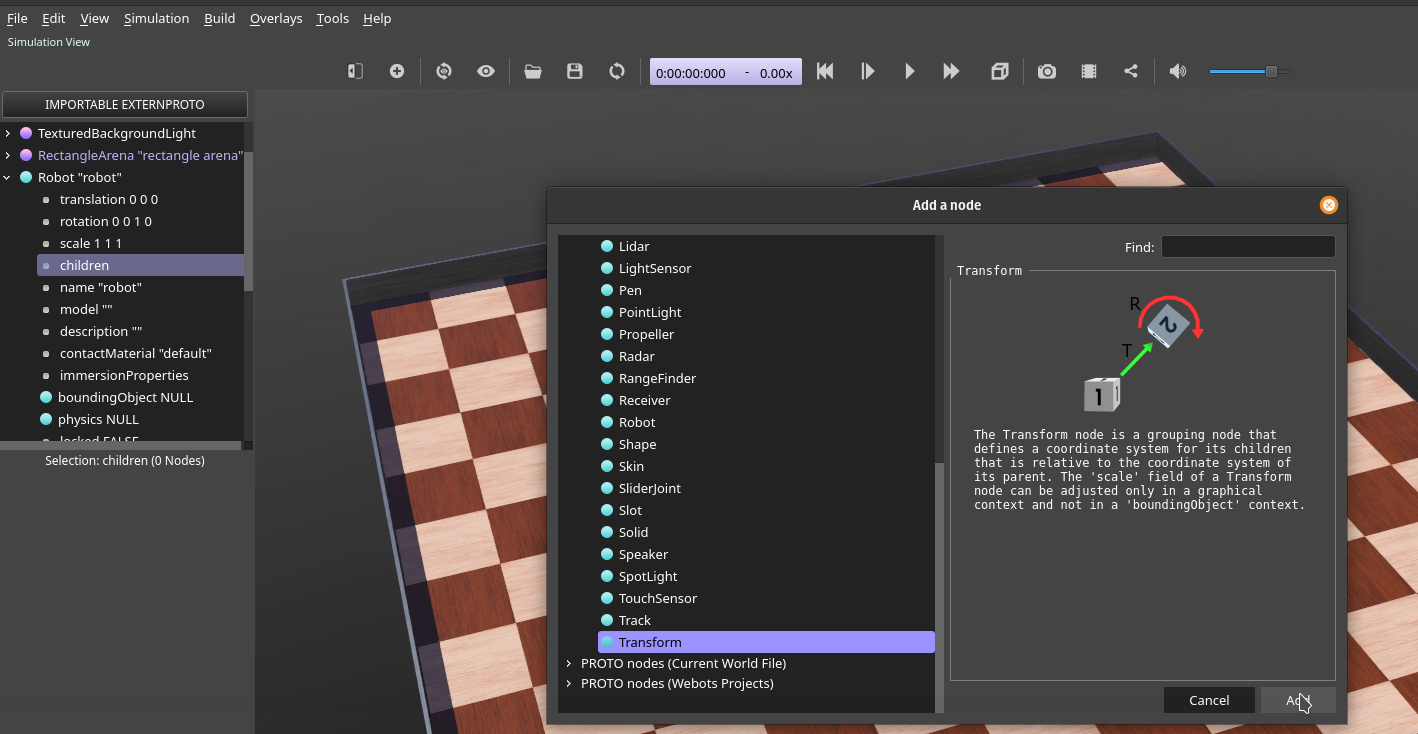 File Edit View Simulation Build Overlays Tools Help
Simulation View
0:00:00:000 - 0.00x
IMPORTABLE EXTERNPROTO
TexturedBackgroundLight
RectangleArena "rectangle arena"
Robot "robot"
translation 0 0 0
rotation 0 0 1 0
scale 1 1 1
children
name "robot"
model ""
description ""
contactMaterial "default"
immersionProperties
boundingObject NULL
physics NULL
locked FALSE
Selection: children (0 Nodes)
Add a node
Lidar
LightSensor
Pen
PointLight
Propeller
Radar
RangeFinder
Receiver
Robot
Shape
Skin
SliderJoint
Slot
Solid
Speaker
SpotLight
TouchSensor
Track
Transform
PROTO nodes (Current World File)
PROTO nodes (Webots Projects)
Find:
Transform
R
2
T
1
The Transform node is a grouping node that
defines a coordinate system for its children
that is relative to the coordinate system of
its parent. The 'scale' field of a Transform
node can be adjusted only in a graphical
context and not in a 'boundingObject' context.
Cancel
Add